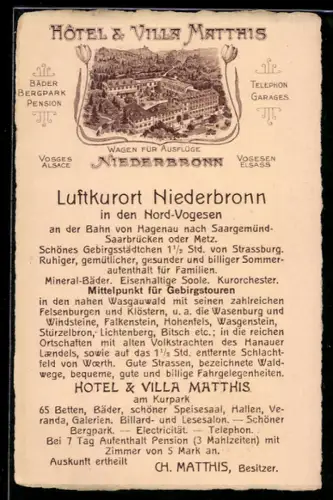 HÔTEL & VILLA MATTHIS
BÄDER
BERGPARK
PENSION
TELEPHON
GARAGES
WAGEN FÜR AUSFLÜGE
VOSGES
ALSACE
NIEDERBRONN
VOGESEN
ELSASS
Luftkurort Niederbronn
in den Nord-Vogesen
an der Bahn von Hagenau nach Saargemünd-
Saarbrücken oder Metz.
Schönes Gebirgsstädtchen 1 1/2 Std. von Strassburg.
Ruhiger, gemütlicher, gesunder und billiger Sommer-
aufenthalt für Familien.
Mineral-Bäder. Eisenhaltige Soole. Kurorchester.
Mittelpunkt für Gebirgstouren
in den nahen Wasgauwald mit seinen zahlreichen
Felsenburgen und Klöstern, u. a. die Wasenburg und
Windsteine, Falkenstein, Hohenfels, Wasgenstein,
Stürzelbron, Lichtenberg, Bitsch etc.; in die reichen
Ortschaften mit alten Volkstrachten des Hanauer
Lændels, sowie auf das 1 1/2 Std. entfernte Schlacht-
feld von Wœrth. Gute Strassen, bezeichnete Wald-
wege, bequeme, gute und billige Fahrgelegenheiten.
HOTEL & VILLA MATTHIS
am Kurpark
65 Betten, Bäder, schöner Speisesaal, Hallen, Ve-
randa, Galerien. Billard- und Lesesalon. — Schöner
Bergpark. — Electricität. — Telephon.
Bei 7 Tag Aufenthalt Pension (3 Mahlzeiten) mit
Zimmer von 5 Mark an.
Auskunft ertheilt
CH. MATTHIS, Besitzer.